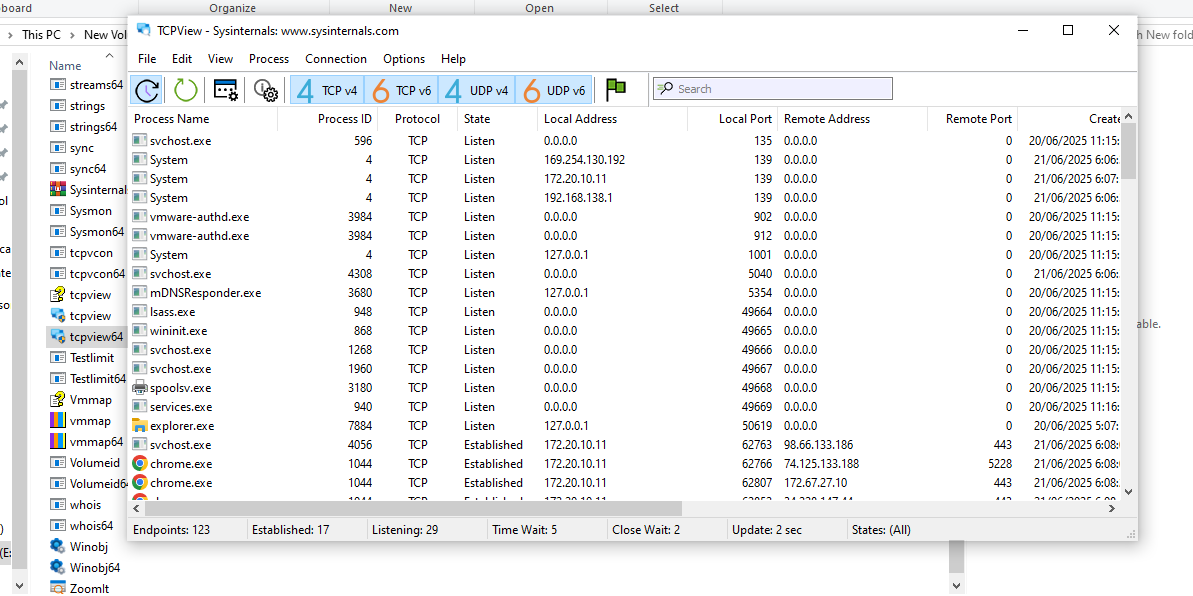 board
Organize
New
Open
Select
This PC
New Vol
h New fold
Name
streams64
strings
strings64
sync
sync64
Sysinternal
Sysmon
Sysmon64
tcpvcon
tcpvcon64
tcpview
tcpview
tcpview64
Testlimit
Testlimit64
Vmmap
vmmap
vmmap64
Volumeid
Volumeid64
whois
whois64
Winobj
Winobj64
ZoomIt
(E:
able.
TCPView - Sysinternals: www.sysinternals.com
File Edit View Process Connection Options Help
4 TCP v4 6 TCP v6 4 UDP v4 6 UDP v6 Search
Process Name Process ID Protocol State Local Address Local Port Remote Address Remote Port Create
svchost.exe 596 TCP Listen 0.0.0.0 135 0.0.0.0 0 20/06/2025 11:15:
System 4 TCP Listen 169.254.130.192 139 0.0.0.0 0 21/06/2025 6:06:
System 4 TCP Listen 172.20.10.11 139 0.0.0.0 0 21/06/2025 6:07:
System 4 TCP Listen 192.168.138.1 139 0.0.0.0 0 21/06/2025 6:06:
vmware-authd.exe 3984 TCP Listen 0.0.0.0 902 0.0.0.0 0 20/06/2025 11:15:
vmware-authd.exe 3984 TCP Listen 0.0.0.0 912 0.0.0.0 0 20/06/2025 11:15:
System 4 TCP Listen 127.0.0.1 1001 0.0.0.0 0 20/06/2025 11:15:
svchost.exe 4308 TCP Listen 0.0.0.0 5040 0.0.0.0 0 21/06/2025 6:06:
mDNSResponder.exe 3680 TCP Listen 127.0.0.1 5354 0.0.0.0 0 20/06/2025 11:15:
lsass.exe 948 TCP Listen 0.0.0.0 49664 0.0.0.0 0 20/06/2025 11:15:
wininit.exe 868 TCP Listen 0.0.0.0 49665 0.0.0.0 0 20/06/2025 11:15:
svchost.exe 1268 TCP Listen 0.0.0.0 49666 0.0.0.0 0 20/06/2025 11:15:
svchost.exe 1960 TCP Listen 0.0.0.0 49667 0.0.0.0 0 20/06/2025 11:15:
spoolsv.exe 3180 TCP Listen 0.0.0.0 49668 0.0.0.0 0 20/06/2025 11:15:
services.exe 940 TCP Listen 0.0.0.0 49669 0.0.0.0 0 20/06/2025 11:16:
explorer.exe 7884 TCP Listen 127.0.0.1 50619 0.0.0.0 0 20/06/2025 5:07:
svchost.exe 4056 TCP Established 172.20.10.11 62763 98.66.133.186 443 21/06/2025 6:08:
chrome.exe 1044 TCP Established 172.20.10.11 62766 74.125.133.188 5228 21/06/2025 6:08:
chrome.exe 1044 TCP Established 172.20.10.11 62807 172.67.27.10 443 21/06/2025 6:08:
Endpoints: 123 Established: 17 Listening: 29 Time Wait: 5 Close Wait: 2 Update: 2 sec States: (All)